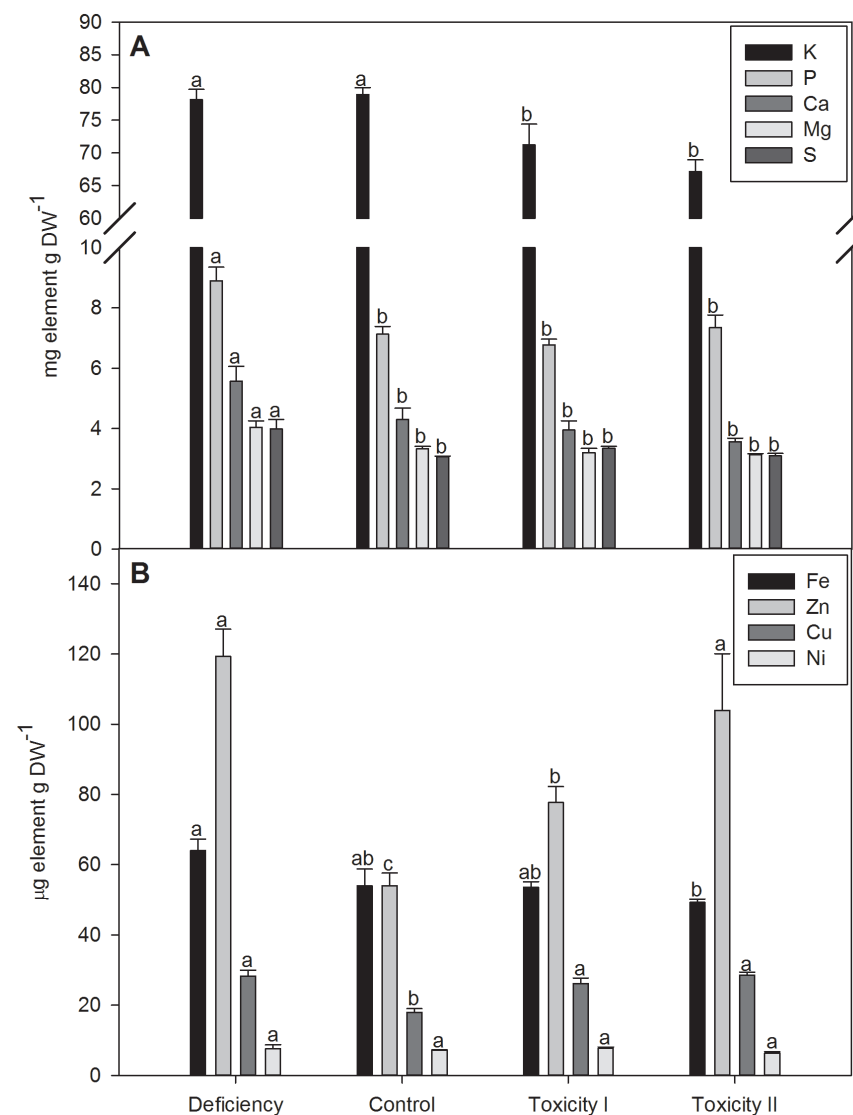 A
K
P
Ca
Mg
S
mg element g DW⁻¹
90
80
75
70
65
60
10
8
6
4
2
0
a
a
b
b
a
a
a
a
b
b
b
b
b
b
b
b
b
b
b
b
B
Fe
Zn
Cu
Ni
µg element g DW⁻¹
140
120
100
80
60
40
20
0
a
a
a
a
ab
c
b
a
ab
b
a
a
b
a
a
a
Deficiency
Control
Toxicity I
Toxicity II